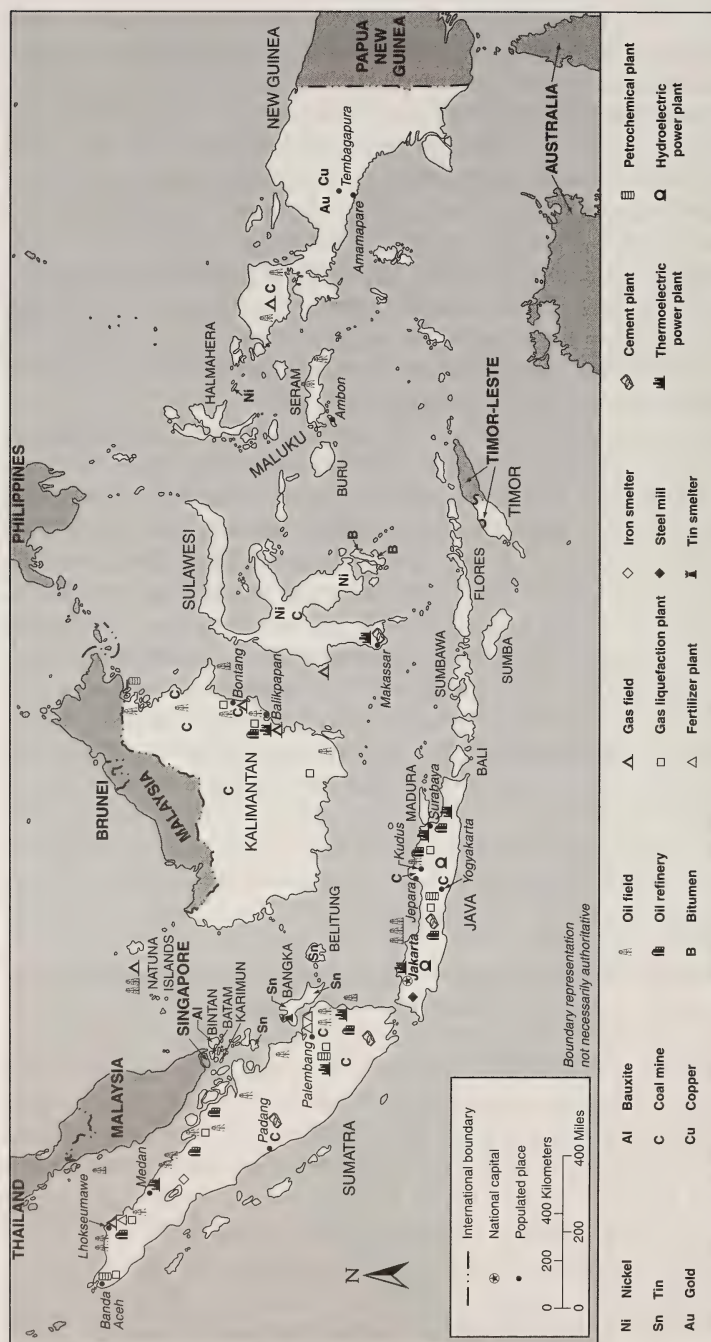 THAILAND
MALAYSIA
SINGAPORE
NATUNA
ISLANDS
BRUNEI
MALAYSIA
PHILIPPINES
PAPUA
NEW
GUINEA
NEW GUINEA
AUSTRALIA
TIMOR-LESTE
Banda
Aceh
Lhokseumawe
Medan
Padang
SUMATRA
Palembang
Al
BINTAN
BATAM
KARIMUN
Sn
Sn
BANGKA
Sn
Sn
BELITUNG
C
C
C
KALIMANTAN
C
C
C
C
Bontang
Balikpapan
SULAWESI
Ni
C
Ni
B
B
Makassar
HALMAHERA
Ni
MALUKU
SERAM
Ambon
BURU
C
Au Cu
Tembagapura
Amamapare
Jakarta
JAVA
C
Jepara
Kudus
C
Yogyakarta
MADURA
Surabaya
BALI
SUMBAWA
SUMBA
FLORES
TIMOR
N
International boundary
National capital
Populated place
0 200 400 Kilometers
0 200 400 Miles
Boundary representation
not necessarily authoritative
Ni Nickel
Sn Tin
Au Gold
Al Bauxite
C Coal mine
Cu Copper
Oil field
Oil refinery
B Bitumen
Gas field
Gas liquefaction plant
Fertilizer plant
Iron smelter
Steel mill
Tin smelter
Cement plant
Thermoelectric
power plant
Petrochemical plant
Hydroelectric
power plant